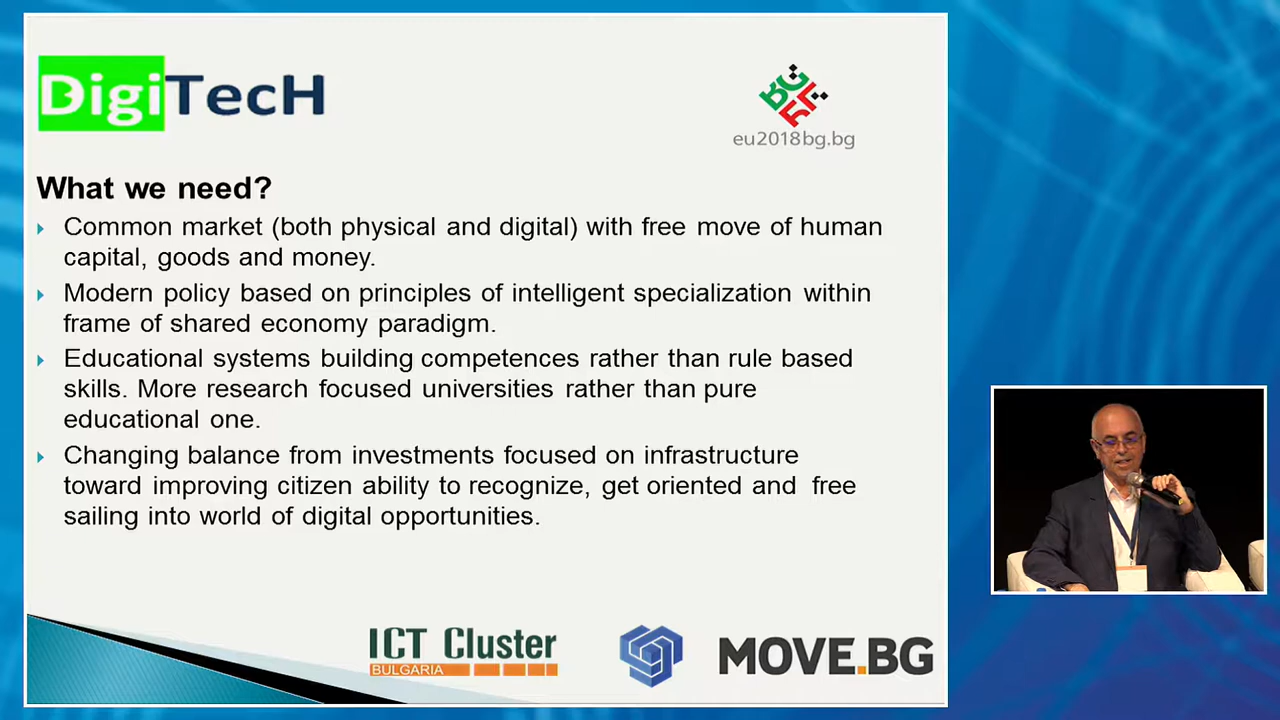 DigiTecH
eu2018bg.bg
What we need?
Common market (both physical and digital) with free move of human
capital, goods and money.
Modern policy based on principles of intelligent specialization within
frame of shared economy paradigm.
Educational systems building competences rather than rule based
skills. More research focused universities rather than pure
educational one.
Changing balance from investments focused on infrastructure
toward improving citizen ability to recognize, get oriented and free
sailing into world of digital opportunities.
ICT Cluster
BULGARIA
MOVE.BG